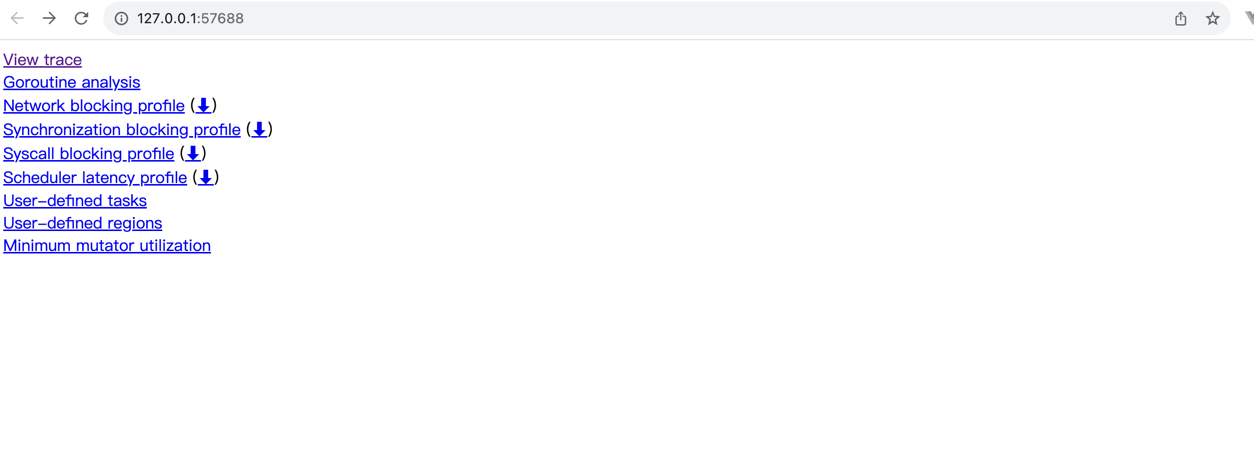 127.0.0.1:57688
View trace
Goroutine analysis
Network blocking profile (⬇)
Synchronization blocking profile (⬇)
Syscall blocking profile (⬇)
Scheduler latency profile (⬇)
User-defined tasks
User-defined regions
Minimum mutator utilization